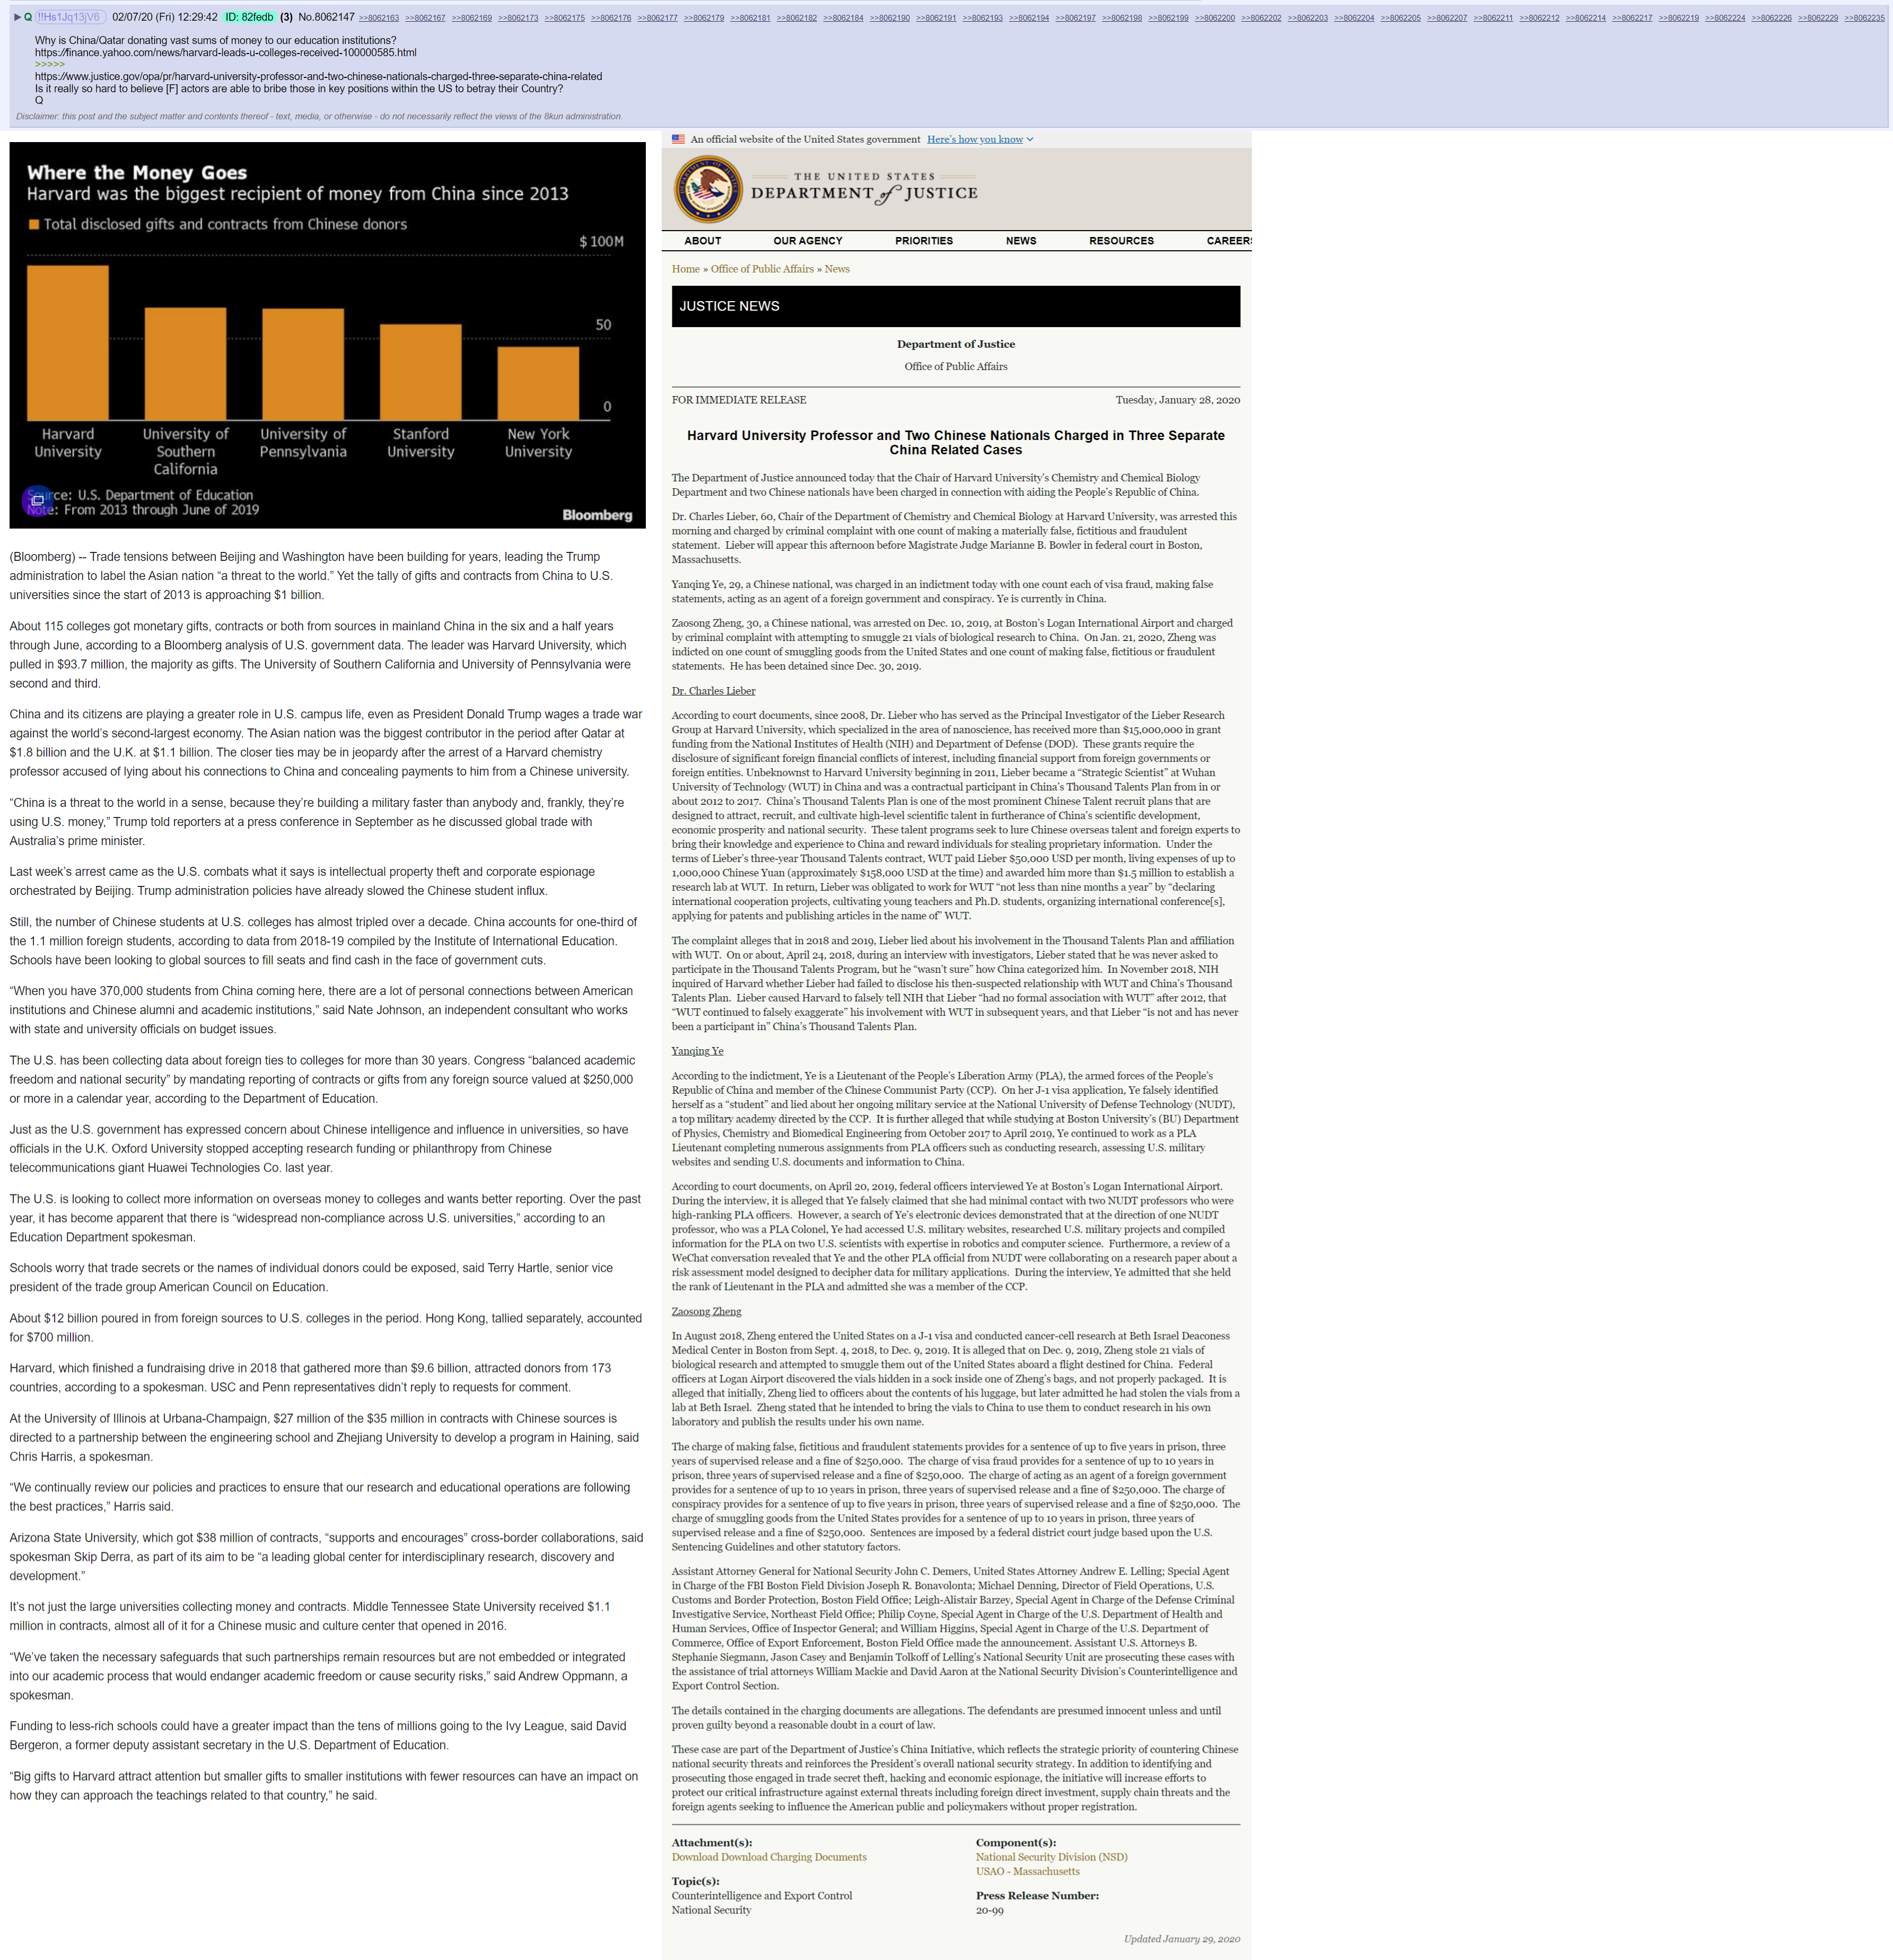 ▶ Q !!Hs1Jq13jV6 02/07/20 (Fri) 12:29:42 ID: 82fedb (3) No.8062147 >>8062163 >>8062167 >>8062169 >>8062173 >>8062175 >>8062176 >>8062177 >>8062179 >>8062181 >>8062182 >>8062184 >>8062190 >>8062191 >>8062193 >>8062194 >>8062197 >>8062198 >>8062199 >>8062200 >>8062202 >>8062203 >>8062204 >>8062205 >>8062207 >>8062211 >>8062212 >>8062214 >>8062217 >>8062219 >>8062224 >>8062226 >>8062229 >>8062235
Why is China/Qatar donating vast sums of money to our education institutions?
https://finance.yahoo.com/news/harvard-leads-u-colleges-received-100000585.html
>>>>>
https://www.justice.gov/opa/pr/harvard-university-professor-and-two-chinese-nationals-charged-three-separate-china-related
Is it really so hard to believe [F] actors are able to bribe those in key positions within the US to betray their Country?
Q
Disclaimer: this post and the subject matter and contents thereof - text, media, or otherwise - do not necessarily reflect the views of the 8kun administration.
Where the Money Goes
Harvard was the biggest recipient of money from China since 2013
Total disclosed gifts and contracts from Chinese donors
$100M
50
0
Harvard University
University of Southern California
University of Pennsylvania
Stanford University
New York University
Source: U.S. Department of Education
Note: From 2013 through June of 2019
Bloomberg
(Bloomberg) -- Trade tensions between Beijing and Washington have been building for years, leading the Trump
administration to label the Asian nation “a threat to the world.” Yet the tally of gifts and contracts from China to U.S.
universities since the start of 2013 is approaching $1 billion.
About 115 colleges got monetary gifts, contracts or both from sources in mainland China in the six and a half years
through June, according to a Bloomberg analysis of U.S. government data. The leader was Harvard University, which
pulled in $93.7 million, the majority as gifts. The University of Southern California and University of Pennsylvania were
second and third.
China and its citizens are playing a greater role in U.S. campus life, even as President Donald Trump wages a trade war
against the world’s second-largest economy. The Asian nation was the biggest contributor in the period after Qatar at
$1.8 billion and the U.K. at $1.1 billion. The closer ties may be in jeopardy after the arrest of a Harvard chemistry
professor accused of lying about his connections to China and concealing payments to him from a Chinese university.
“China is a threat to the world in a sense, because they’re building a military faster than anybody and, frankly, they’re
using U.S. money,” Trump told reporters at a press conference in September as he discussed global trade with
Australia’s prime minister.
Last week’s arrest came as the U.S. combats what it says is intellectual property theft and corporate espionage
orchestrated by Beijing. Trump administration policies have already slowed the Chinese student influx.
Still, the number of Chinese students at U.S. colleges has almost tripled over a decade. China accounts for one-third of
the 1.1 million foreign students, according to data from 2018-19 compiled by the Institute of International Education.
Schools have been looking to global sources to fill seats and find cash in the face of government cuts.
“When you have 370,000 students from China coming here, there are a lot of personal connections between American
institutions and Chinese alumni and academic institutions,” said Nate Johnson, an independent consultant who works
with state and university officials on budget issues.
The U.S. has been collecting data about foreign ties to colleges for more than 30 years. Congress “balanced academic
freedom and national security” by mandating reporting of contracts or gifts from any foreign source valued at $250,000
or more in a calendar year, according to the Department of Education.
Just as the U.S. government has expressed concern about Chinese intelligence and influence in universities, so have
officials in the U.K. Oxford University stopped accepting research funding or philanthropy from Chinese
telecommunications giant Huawei Technologies Co. last year.
The U.S. is looking to collect more information on overseas money to colleges and wants better reporting. Over the past
year, it has become apparent that there is “widespread non-compliance across U.S. universities,” according to an
Education Department spokesman.
Schools worry that trade secrets or the names of individual donors could be exposed, said Terry Hartle, senior vice
president of the trade group American Council on Education.
About $12 billion poured in from foreign sources to U.S. colleges in the period. Hong Kong, tallied separately, accounted
for $700 million.
Harvard, which finished a fundraising drive in 2018 that gathered more than $9.6 billion, attracted donors from 173
countries, according to a spokesman. USC and Penn representatives didn’t reply to requests for comment.
At the University of Illinois at Urbana-Champaign, $27 million of the $35 million in contracts with Chinese sources is
directed to a partnership between the engineering school and Zhejiang University to develop a program in Haining, said
Chris Harris, a spokesman.
“We continually review our policies and practices to ensure that our research and educational operations are following
the best practices,” Harris said.
Arizona State University, which got $38 million of contracts, “supports and encourages” cross-border collaborations, said
spokesman Skip Derra, as part of its aim to be “a leading global center for interdisciplinary research, discovery and
development.”
It’s not just the large universities collecting money and contracts. Middle Tennessee State University received $1.1
million in contracts, almost all of it for a Chinese music and culture center that opened in 2016.
“We’ve taken the necessary safeguards that such partnerships remain resources but are not embedded or integrated
into our academic process that would endanger academic freedom or cause security risks,” said Andrew Oppmann, a
spokesman.
Funding to less-rich schools could have a greater impact than the tens of millions going to the Ivy League, said David
Bergeron, a former deputy assistant secretary in the U.S. Department of Education.
“Big gifts to Harvard attract attention but smaller gifts to smaller institutions with fewer resources can have an impact on
how they can approach the teachings related to that country,” he said.
An official website of the United States government Here’s how you know
THE UNITED STATES
DEPARTMENT of JUSTICE
ABOUT OUR AGENCY PRIORITIES NEWS RESOURCES CAREERS
Home » Office of Public Affairs » News
JUSTICE NEWS
Department of Justice
Office of Public Affairs
FOR IMMEDIATE RELEASE Tuesday, January 28, 2020
Harvard University Professor and Two Chinese Nationals Charged in Three Separate
China Related Cases
The Department of Justice announced today that the Chair of Harvard University’s Chemistry and Chemical Biology
Department and two Chinese nationals have been charged in connection with aiding the People’s Republic of China.
Dr. Charles Lieber, 60, Chair of the Department of Chemistry and Chemical Biology at Harvard University, was arrested this
morning and charged by criminal complaint with one count of making a materially false, fictitious and fraudulent
statement. Lieber will appear this afternoon before Magistrate Judge Marianne B. Bowler in federal court in Boston,
Massachusetts.
Yanqing Ye, 29, a Chinese national, was charged in an indictment today with one count each of visa fraud, making false
statements, acting as an agent of a foreign government and conspiracy. Ye is currently in China.
Zaosong Zheng, 30, a Chinese national, was arrested on Dec. 10, 2019, at Boston’s Logan International Airport and charged
by criminal complaint with attempting to smuggle 21 vials of biological research to China. On Jan. 21, 2020, Zheng was
indicted on one count of smuggling goods from the United States and one count of making false, fictitious or fraudulent
statements. He has been detained since Dec. 30, 2019.
Dr. Charles Lieber
According to court documents, since 2008, Dr. Lieber who has served as the Principal Investigator of the Lieber Research
Group at Harvard University, which specialized in the area of nanoscience, has received more than $15,000,000 in grant
funding from the National Institutes of Health (NIH) and Department of Defense (DOD). These grants require the
disclosure of significant foreign financial conflicts of interest, including financial support from foreign governments or
foreign entities. Unbeknownst to Harvard University beginning in 2011, Lieber became a “Strategic Scientist” at Wuhan
University of Technology (WUT) in China and was a contractual participant in China’s Thousand Talents Plan from in or
about 2012 to 2017. China’s Thousand Talents Plan is one of the most prominent Chinese Talent recruit plans that are
designed to attract, recruit, and cultivate high-level scientific talent in furtherance of China’s scientific development,
economic prosperity and national security. These talent programs seek to lure Chinese overseas talent and foreign experts to
bring their knowledge and experience to China and reward individuals for stealing proprietary information. Under the
terms of Lieber’s three-year Thousand Talents contract, WUT paid Lieber $50,000 USD per month, living expenses of up to
1,000,000 Chinese Yuan (approximately $158,000 USD at the time) and awarded him more than $1.5 million to establish a
research lab at WUT. In return, Lieber was obligated to work for WUT “not less than nine months a year” by “declaring
international cooperation projects, cultivating young teachers and Ph.D. students, organizing international conference[s],
applying for patents and publishing articles in the name of” WUT.
The complaint alleges that in 2018 and 2019, Lieber lied about his involvement in the Thousand Talents Plan and affiliation
with WUT. On or about, April 24, 2018, during an interview with investigators, Lieber stated that he was never asked to
participate in the Thousand Talents Program, but he “wasn’t sure” how China categorized him. In November 2018, NIH
inquired of Harvard whether Lieber had failed to disclose his then-suspected relationship with WUT and China’s Thousand
Talents Plan. Lieber caused Harvard to falsely tell NIH that Lieber “had no formal association with WUT” after 2012, that
“WUT continued to falsely exaggerate” his involvement with WUT in subsequent years, and that Lieber “is not and has never
been a participant in” China’s Thousand Talents Plan.
Yanqing Ye
According to the indictment, Ye is a Lieutenant of the People’s Liberation Army (PLA), the armed forces of the People’s
Republic of China and member of the Chinese Communist Party (CCP). On her J-1 visa application, Ye falsely identified
herself as a “student” and lied about her ongoing military service at the National University of Defense Technology (NUDT),
a top military academy directed by the CCP. It is further alleged that while studying at Boston University’s (BU) Department
of Physics, Chemistry and Biomedical Engineering from October 2017 to April 2019, Ye continued to work as a PLA
Lieutenant completing numerous assignments from PLA officers such as conducting research, assessing U.S. military
websites and sending U.S. documents and information to China.
According to court documents, on April 20, 2019, federal officers interviewed Ye at Boston’s Logan International Airport.
During the interview, it is alleged that Ye falsely claimed that she had minimal contact with two NUDT professors who were
high-ranking PLA officers. However, a search of Ye’s electronic devices demonstrated that at the direction of one NUDT
professor, who was a PLA Colonel, Ye had accessed U.S. military websites, researched U.S. military projects and compiled
information for the PLA on two U.S. scientists with expertise in robotics and computer science. Furthermore, a review of a
WeChat conversation revealed that Ye and the other PLA official from NUDT were collaborating on a research paper about a
risk assessment model designed to decipher data for military applications. During the interview, Ye admitted that she held
the rank of Lieutenant in the PLA and admitted she was a member of the CCP.
Zaosong Zheng
In August 2018, Zheng entered the United States on a J-1 visa and conducted cancer-cell research at Beth Israel Deaconess
Medical Center in Boston from Sept. 4, 2018, to Dec. 9, 2019. It is alleged that on Dec. 9, 2019, Zheng stole 21 vials of
biological research and attempted to smuggle them out of the United States aboard a flight destined for China. Federal
officers at Logan Airport discovered the vials hidden in a sock inside one of Zheng’s bags, and not properly packaged. It is
alleged that initially, Zheng lied to officers about the contents of his luggage, but later admitted he had stolen the vials from a
lab at Beth Israel. Zheng stated that he intended to bring the vials to China to use them to conduct research in his own
laboratory and publish the results under his own name.
The charge of making false, fictitious and fraudulent statements provides for a sentence of up to five years in prison, three
years of supervised release and a fine of $250,000. The charge of visa fraud provides for a sentence of up to 10 years in
prison, three years of supervised release and a fine of $250,000. The charge of acting as an agent of a foreign government
provides for a sentence of up to 10 years in prison, three years of supervised release and a fine of $250,000. The charge of
conspiracy provides for a sentence of up to five years in prison, three years of supervised release and a fine of $250,000. The
charge of smuggling goods from the United States provides for a sentence of up to 10 years in prison, three years of
supervised release and a fine of $250,000. Sentences are imposed by a federal district court judge based upon the U.S.
Sentencing Guidelines and other statutory factors.
Assistant Attorney General for National Security John C. Demers, United States Attorney Andrew E. Lelling; Special Agent
in Charge of the FBI Boston Field Division Joseph R. Bonavolonta; Michael Denning, Director of Field Operations, U.S.
Customs and Border Protection, Boston Field Office; Leigh-Alistair Barzey, Special Agent in Charge of the Defense Criminal
Investigative Service, Northeast Field Office; Philip Coyne, Special Agent in Charge of the U.S. Department of Health and
Human Services, Office of Inspector General; and William Higgins, Special Agent in Charge of the U.S. Department of
Commerce, Office of Export Enforcement, Boston Field Office made the announcement. Assistant U.S. Attorneys B.
Stephanie Siegmann, Jason Casey and Benjamin Tolkoff of Lelling’s National Security Unit are prosecuting these cases with
the assistance of trial attorneys William Mackie and David Aaron at the National Security Division’s Counterintelligence and
Export Control Section.
The details contained in the charging documents are allegations. The defendants are presumed innocent unless and until
proven guilty beyond a reasonable doubt in a court of law.
These case are part of the Department of Justice’s China Initiative, which reflects the strategic priority of countering Chinese
national security threats and reinforces the President’s overall national security strategy. In addition to identifying and
prosecuting those engaged in trade secret theft, hacking and economic espionage, the initiative will increase efforts to
protect our critical infrastructure against external threats including foreign direct investment, supply chain threats and the
foreign agents seeking to influence the American public and policymakers without proper registration.
Attachment(s):
Download Download Charging Documents
Topic(s):
Counterintelligence and Export Control
National Security
Component(s):
National Security Division (NSD)
USAO - Massachusetts
Press Release Number:
20-99
Updated January 29, 2020